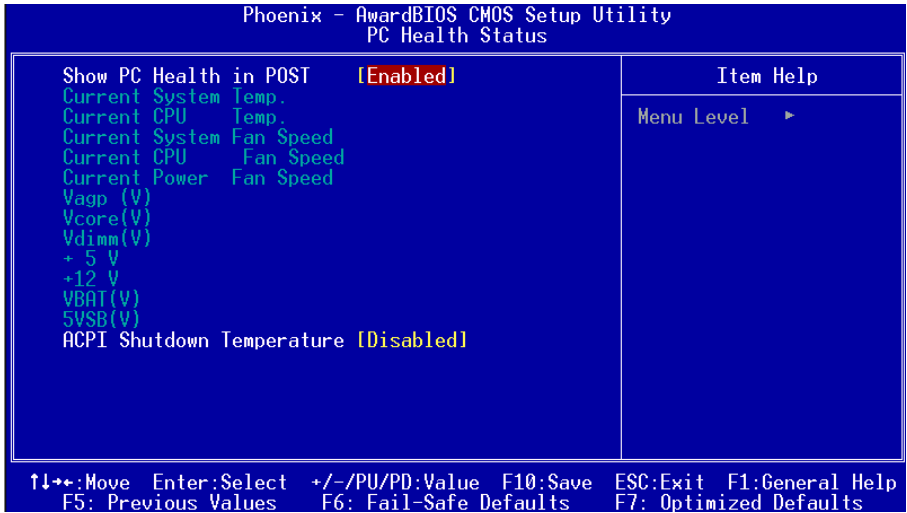 Phoenix - AwardBIOS CMOS Setup Utility
PC Health Status
Show PC Health in POST [Enabled]
Current System Temp.
Current CPU Temp.
Current System Fan Speed
Current CPU Fan Speed
Current Power Fan Speed
Vagp (V)
Vcore(V)
Vdimm(V)
+ 5 V
+12 V
VBAT(V)
5VSB(V)
ACPI Shutdown Temperature [Disabled]
Item Help
Menu Level ►
↑↓→←:Move Enter:Select +/-/PU/PD:Value F10:Save ESC:Exit F1:General Help
F5: Previous Values F6: Fail-Safe Defaults F7: Optimized Defaults